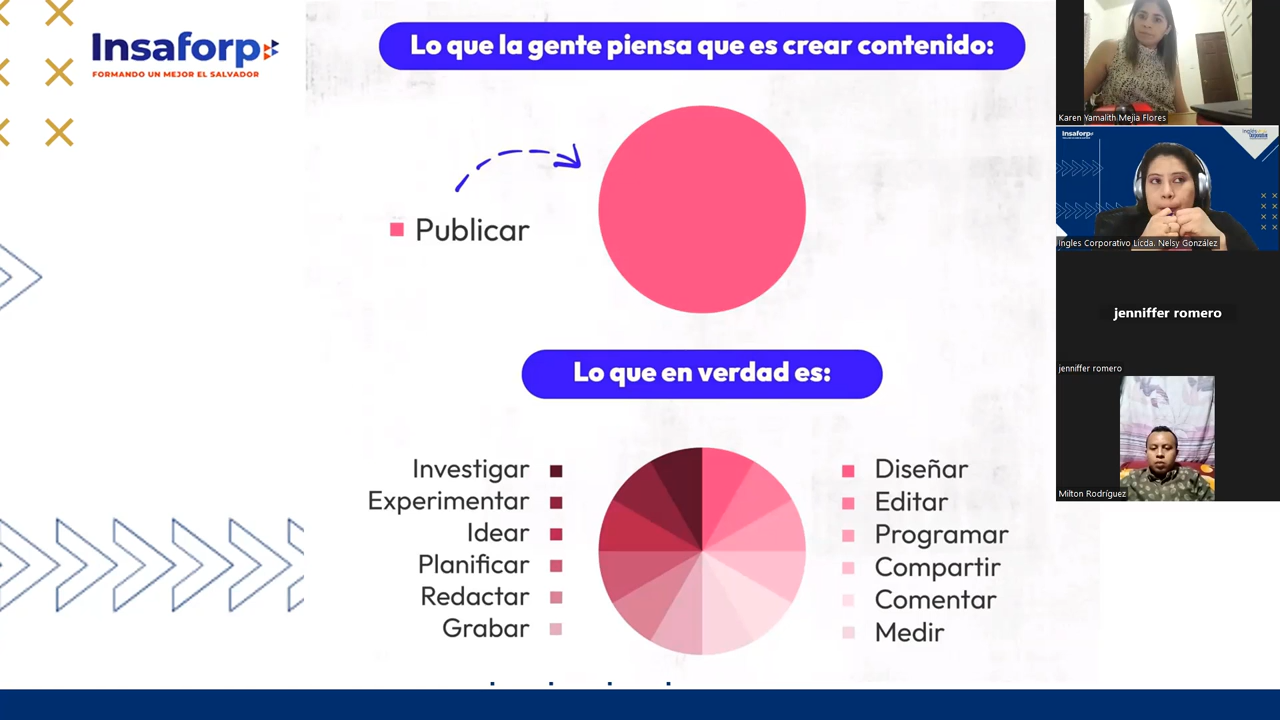 Insaforp
FORMANDO UN MEJOR EL SALVADOR
Lo que la gente piensa que es crear contenido:
Publicar
Lo que en verdad es:
Investigar
Experimentar
Idear
Planificar
Redactar
Grabar
Diseñar
Editar
Programar
Compartir
Comentar
Medir
Karen Yamalith Mejia Flores
Insaforp
Ingles Corporativo Licda. Nelsy González
jenniffer romero
jenniffer romero
Milton Rodríguez